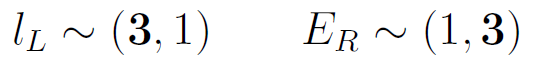 l_L ∼ (3, 1) E_R ∼ (1, 3)